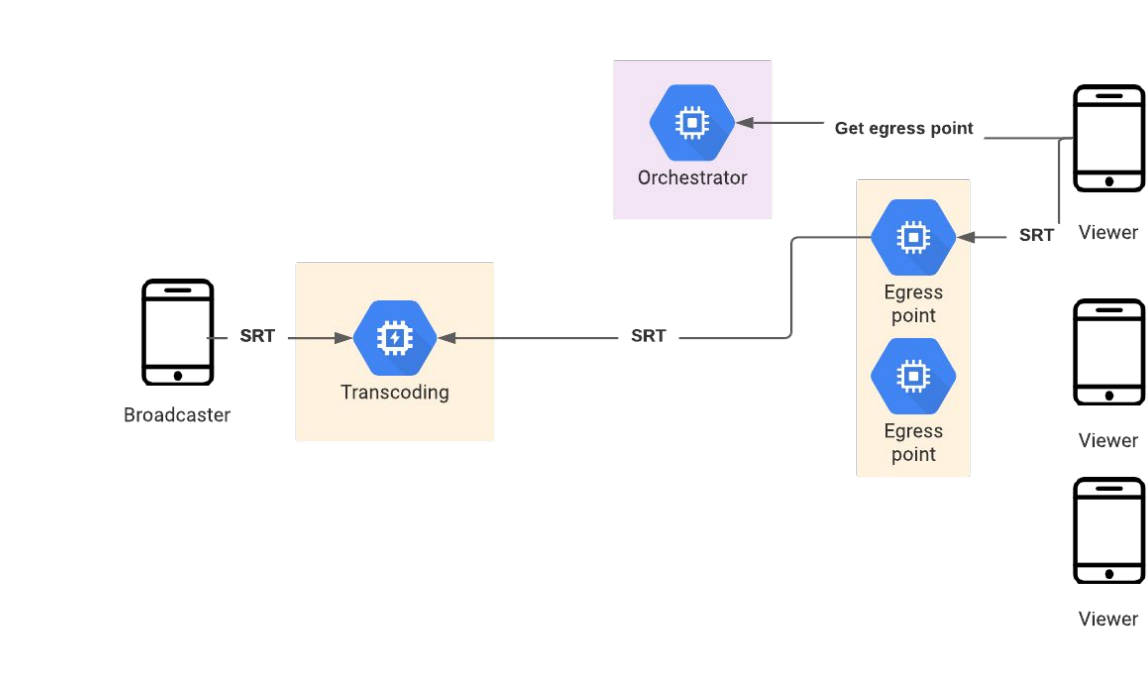 Get egress point
Orchestrator
SRT
Viewer
Egress
point
SRT
SRT
Transcoding
Broadcaster
Egress
point
Viewer
Viewer